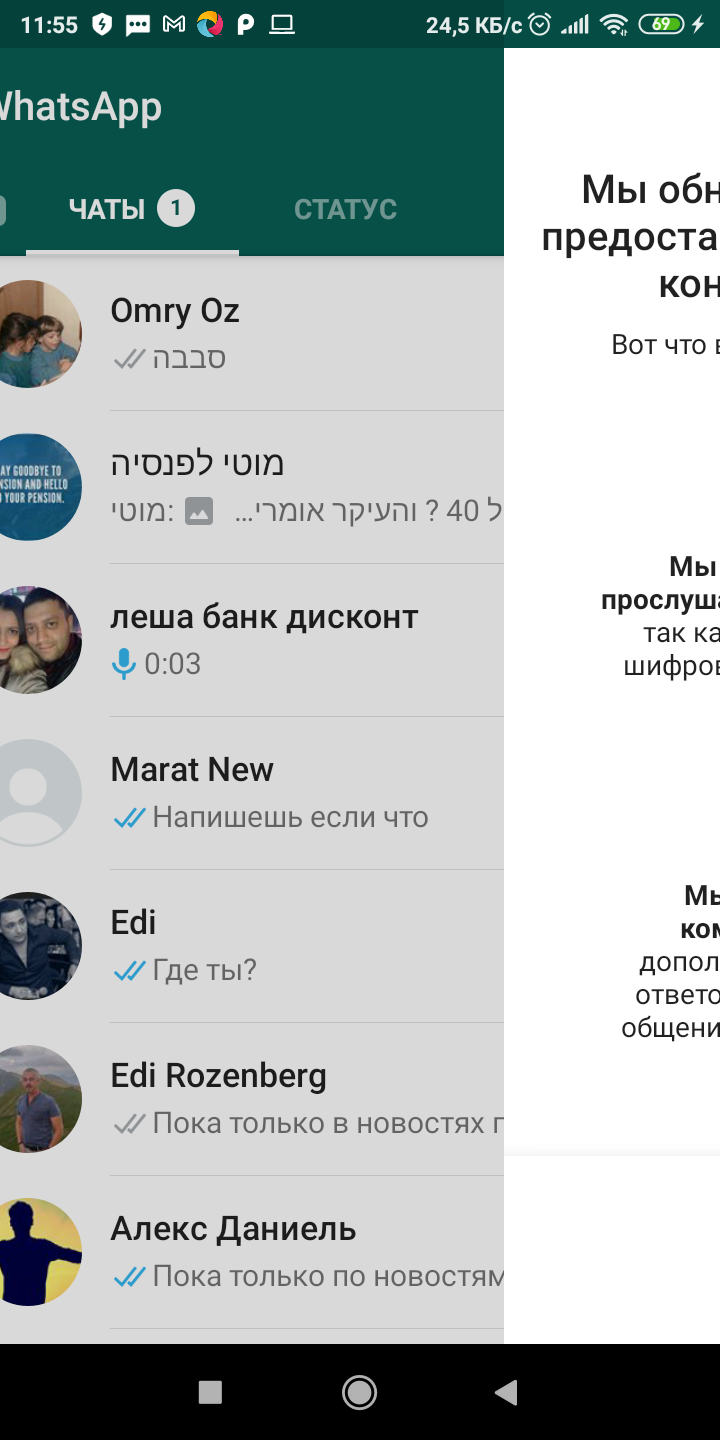 11:55
24,5 КБ/с
69
WhatsApp
ЧАТЫ 1
СТАТУС
Omry Oz
סבבה
מוטי לפנסיה
מוטי: ל 40 ? והעיקר אומרי...
AY GOODBYE TO
NSION AND HELLO
O YOUR PENSION.
леша банк дисконт
0:03
Marat New
Напишешь если что
Edi
Где ты?
Edi Rozenberg
Пока только в новостях г
Алекс Даниель
Пока только по новостям
Мы обн
предоста
кон
Вот что в
Мы
прослуша
так ка
шифров
Мы
ком
допол
ответо
общени